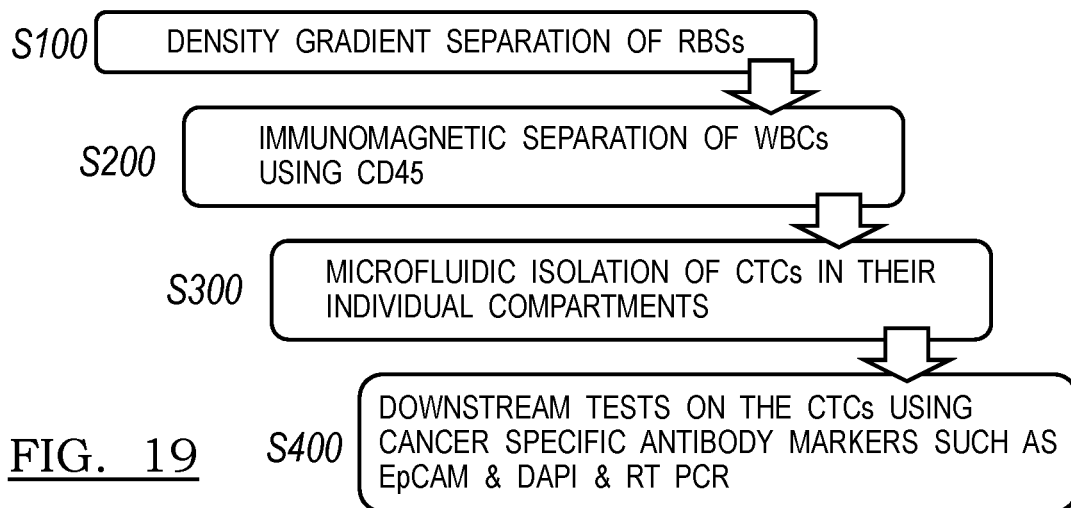 S100
DENSITY GRADIENT SEPARATION OF RBSs
S200
IMMUNOMAGNETIC SEPARATION OF WBCs
USING CD45
S300
MICROFLUIDIC ISOLATION OF CTCs IN THEIR
INDIVIDUAL COMPARTMENTS
S400
DOWNSTREAM TESTS ON THE CTCs USING
CANCER SPECIFIC ANTIBODY MARKERS SUCH AS
EpCAM & DAPI & RT PCR
FIG. 19